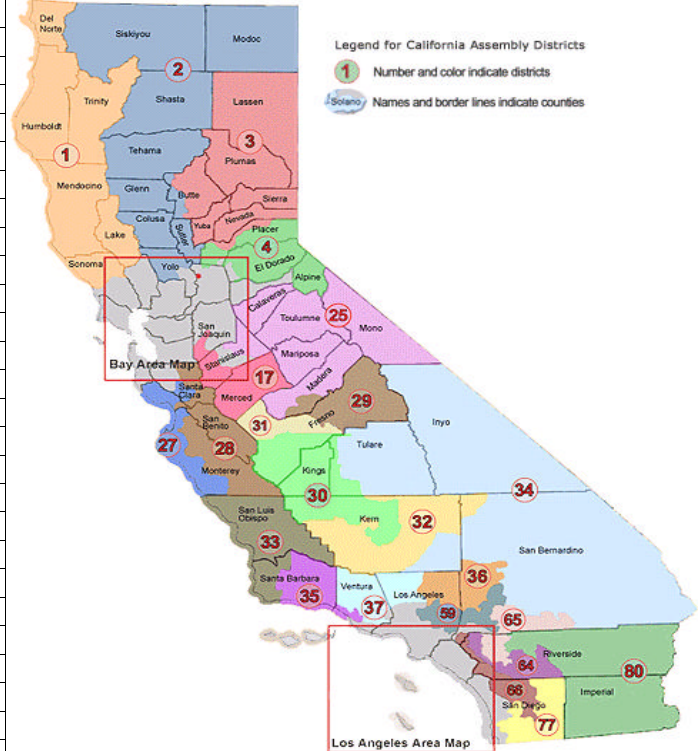 Del
Norte
Siskiyou
Modoc
Legend for California Assembly Districts
1 Number and color indicate districts
Solano Names and border lines indicate counties
2
Trinity
Shasta
Lassen
Humboldt
1
3
Tehama
Plumas
Mendocino
Glenn
Butte
Sierra
Colusa
Sutter
Yuba
Nevada
Lake
Placer
4
Sonoma
Yolo
El Dorado
Alpine
Calaveras
25
Toulumne
Mono
San
Joaquin
Mariposa
Stanislaus
Bay Area Map
17
Madera
Santa
Clara
Merced
29
San
Benito
31
Fresno
Inyo
27
28
Tulare
Monterey
Kings
30
34
San Luis
Obispo
Kern
32
33
San Bernardino
Santa Barbara
35
Ventura
37
Los Angeles
36
59
65
Riverside
64
80
66
San Diego
Imperial
77
Los Angeles Area Map